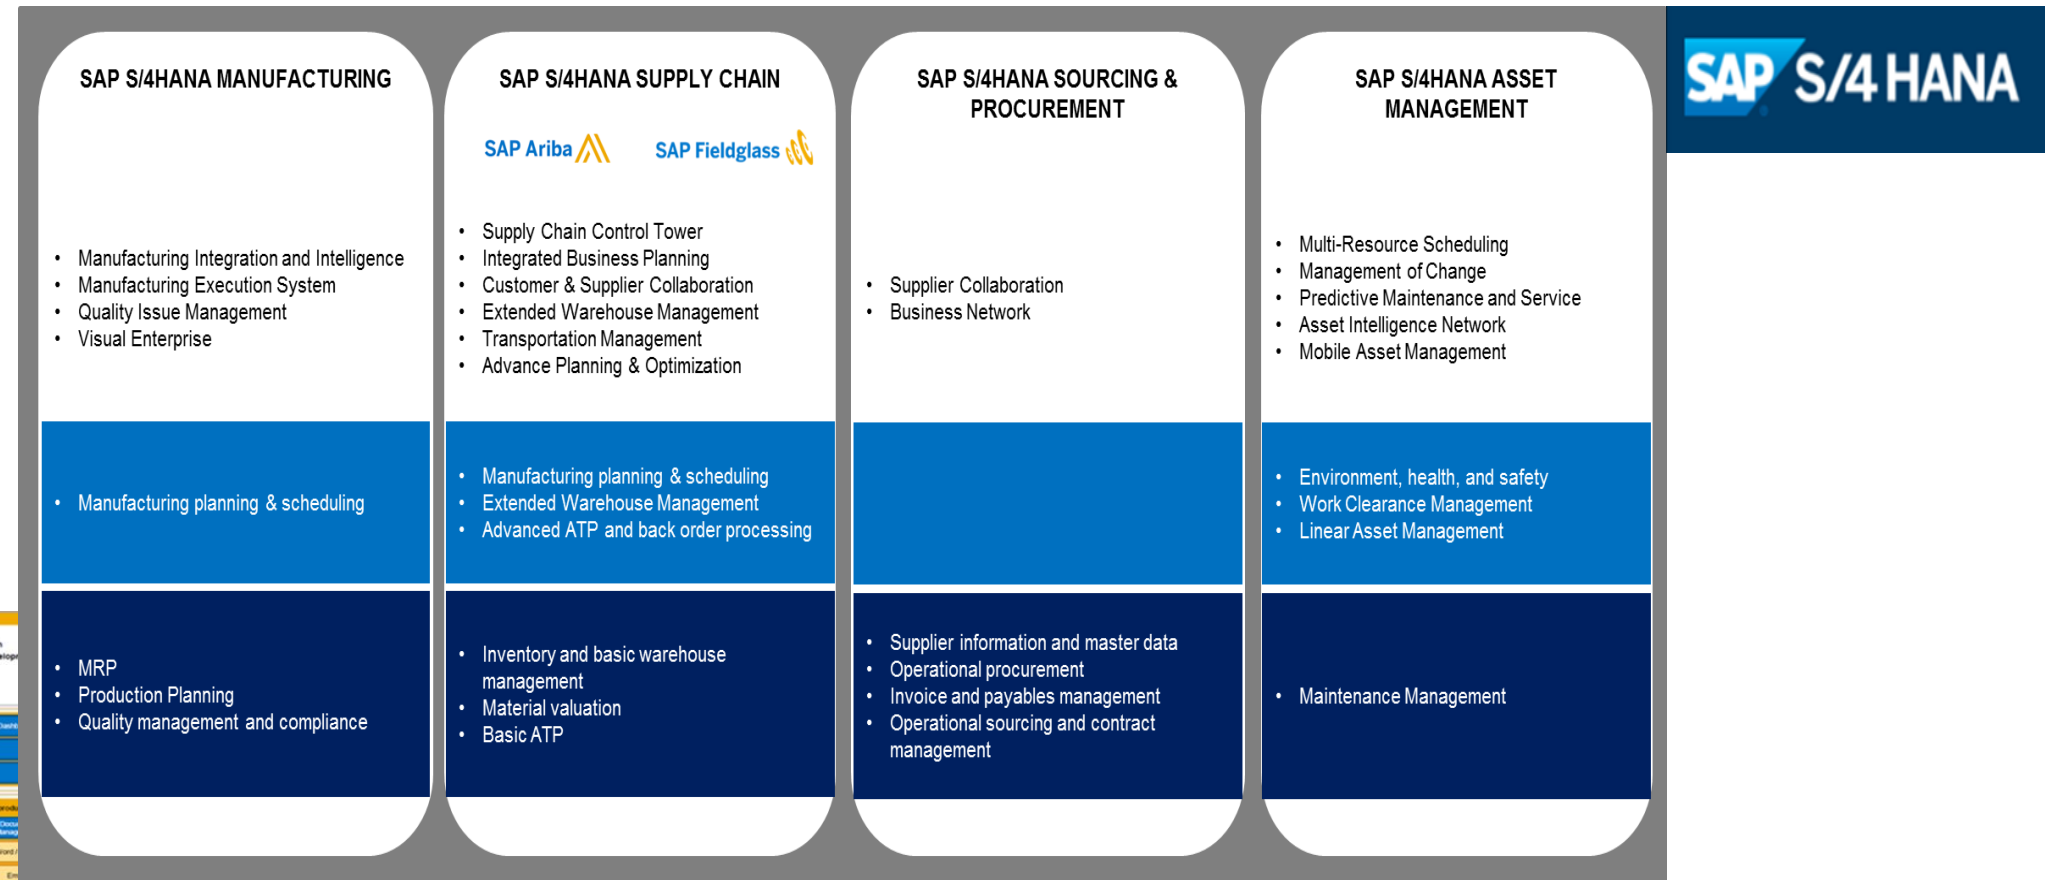 SAP S/4HANA MANUFACTURING
• Manufacturing Integration and Intelligence
• Manufacturing Execution System
• Quality Issue Management
• Visual Enterprise
• Manufacturing planning & scheduling
• MRP
• Production Planning
• Quality management and compliance
SAP S/4HANA SUPPLY CHAIN
SAP Ariba
SAP Fieldglass
• Supply Chain Control Tower
• Integrated Business Planning
• Customer & Supplier Collaboration
• Extended Warehouse Management
• Transportation Management
• Advance Planning & Optimization
• Manufacturing planning & scheduling
• Extended Warehouse Management
• Advanced ATP and back order processing
• Inventory and basic warehouse
management
• Material valuation
• Basic ATP
SAP S/4HANA SOURCING &
PROCUREMENT
• Supplier Collaboration
• Business Network
• Supplier information and master data
• Operational procurement
• Invoice and payables management
• Operational sourcing and contract
management
SAP S/4HANA ASSET
MANAGEMENT
• Multi-Resource Scheduling
• Management of Change
• Predictive Maintenance and Service
• Asset Intelligence Network
• Mobile Asset Management
• Environment, health, and safety
• Work Clearance Management
• Linear Asset Management
• Maintenance Management
SAP S/4 HANA